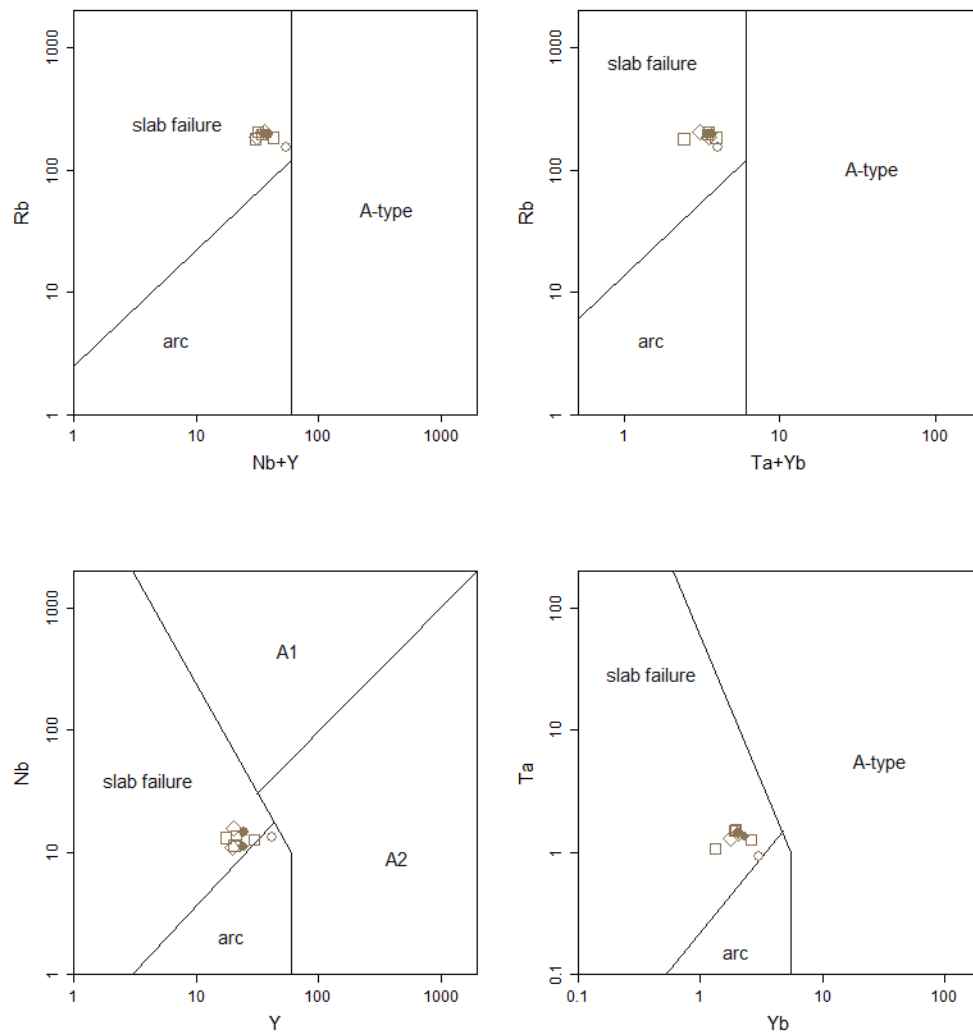 1000
100
10
1
Rb
slab failure
A-type
arc
1 10 100 1000
Nb+Y
1000
100
10
1
Rb
slab failure
A-type
arc
1 10 100
Ta+Yb
1000
100
10
1
Nb
A1
slab failure
A2
arc
1 10 100 1000
Y
100
10
1
0.1
Ta
slab failure
A-type
arc
0.1 1 10 100
Yb